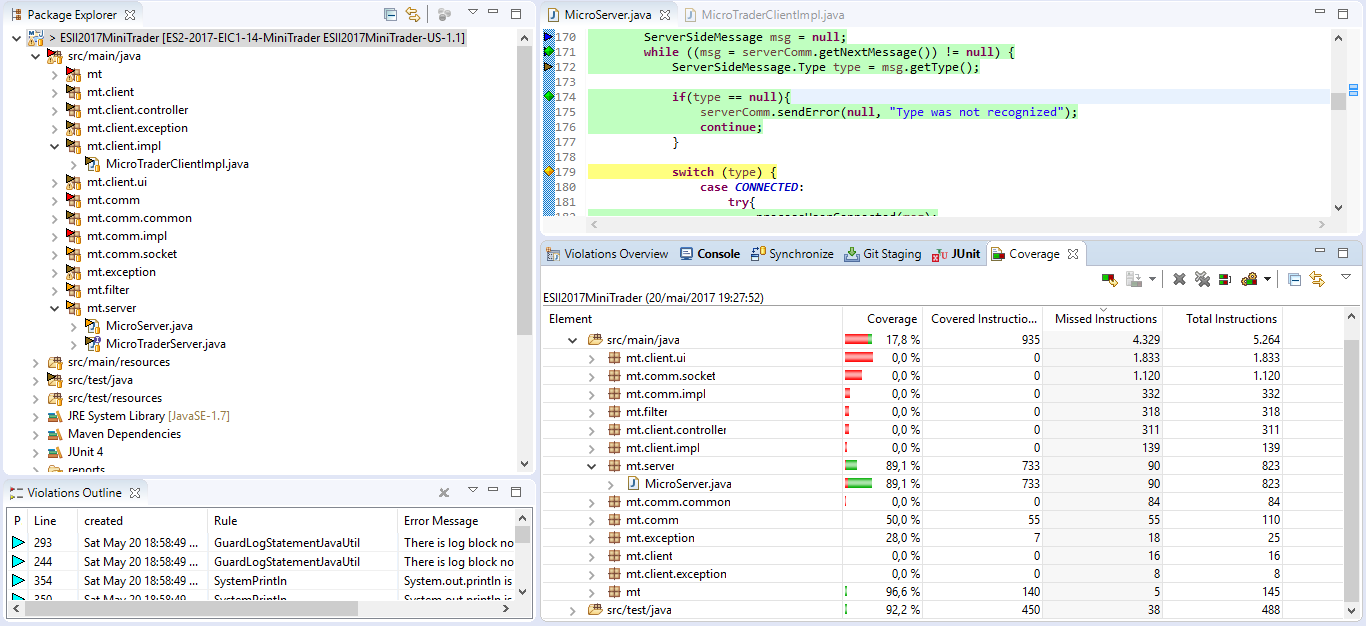 Package Explorer
> ESII2017MiniTrader [ES2-2017-EIC1-14-MiniTrader ESII2017MiniTrader-US-1.1]
src/main/java
mt
mt.client
mt.client.controller
mt.client.exception
mt.client.impl
MicroTraderClientImpl.java
mt.client.ui
mt.comm
mt.comm.common
mt.comm.impl
mt.comm.socket
mt.exception
mt.filter
mt.server
MicroServer.java
MicroTraderServer.java
src/main/resources
src/test/java
src/test/resources
JRE System Library [JavaSE-1.7]
Maven Dependencies
JUnit 4
reports
Violations Outline
P Line created Rule Error Message
293 Sat May 20 18:58:49 ... GuardLogStatementJavaUtil There is log block no
244 Sat May 20 18:58:49 ... GuardLogStatementJavaUtil There is log block no
354 Sat May 20 18:58:49 ... SystemPrintln System.out.println is
350 Sat May 20 18:58:49 ... SystemPrintln System.out.println is
MicroServer.java MicroTraderClientImpl.java
170 ServerSideMessage msg = null;
171 while ((msg = serverComm.getNextMessage()) != null) {
172 ServerSideMessage.Type type = msg.getType();
173
174 if(type == null){
175 serverComm.sendError(null, "Type was not recognized");
176 continue;
177 }
178
179 switch (type) {
180 case CONNECTED:
181 try{
182 processUserConnected(msg);
Violations Overview Console Synchronize Git Staging JUnit Coverage
ESII2017MiniTrader (20/mai/2017 19:27:52)
Element Coverage Covered Instructio... Missed Instructions Total Instructions
src/main/java 17,8 % 935 4.329 5.264
mt.client.ui 0,0 % 0 1.833 1.833
mt.comm.socket 0,0 % 0 1.120 1.120
mt.comm.impl 0,0 % 0 332 332
mt.filter 0,0 % 0 318 318
mt.client.controller 0,0 % 0 311 311
mt.client.impl 0,0 % 0 139 139
mt.server 89,1 % 733 90 823
MicroServer.java 89,1 % 733 90 823
mt.comm.common 0,0 % 0 84 84
mt.comm 50,0 % 55 55 110
mt.exception 28,0 % 7 18 25
mt.client 0,0 % 0 16 16
mt.client.exception 0,0 % 0 8 8
mt 96,6 % 140 5 145
src/test/java 92,2 % 450 38 488